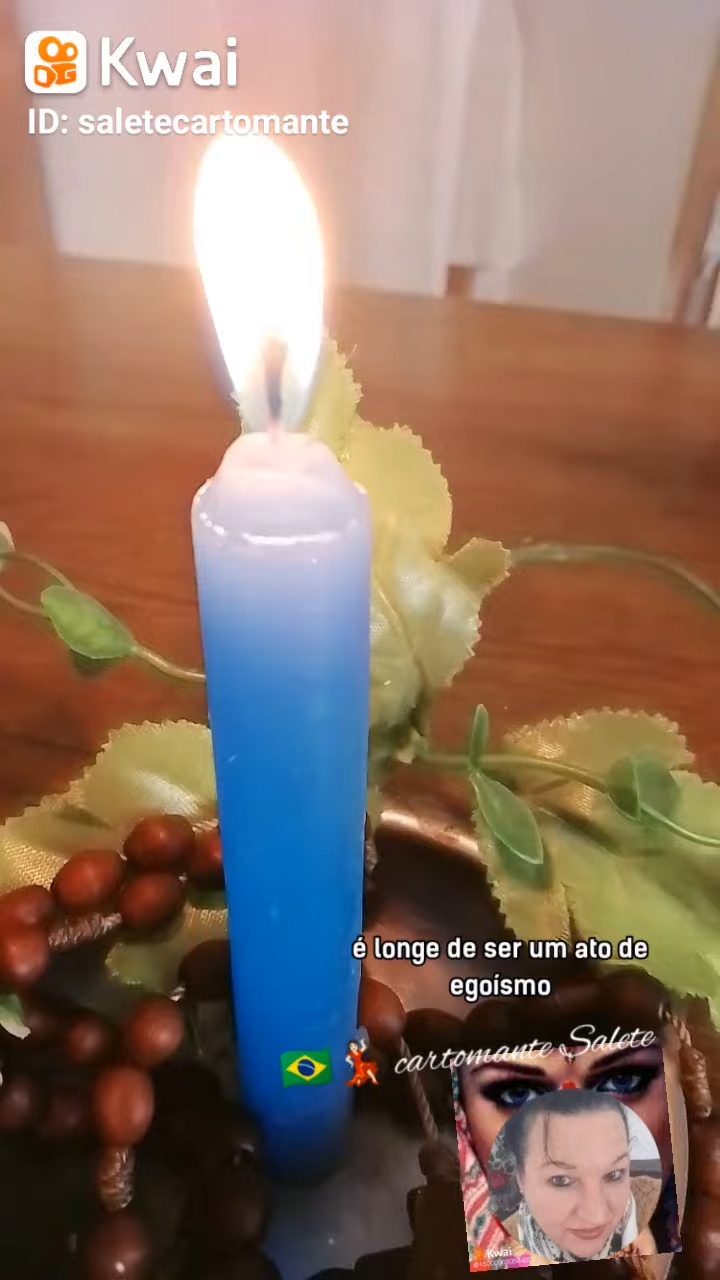 Kwai
ID: saletecartomante
é longe de ser um ato de
egoísmo
cartomante Salete
Kwai